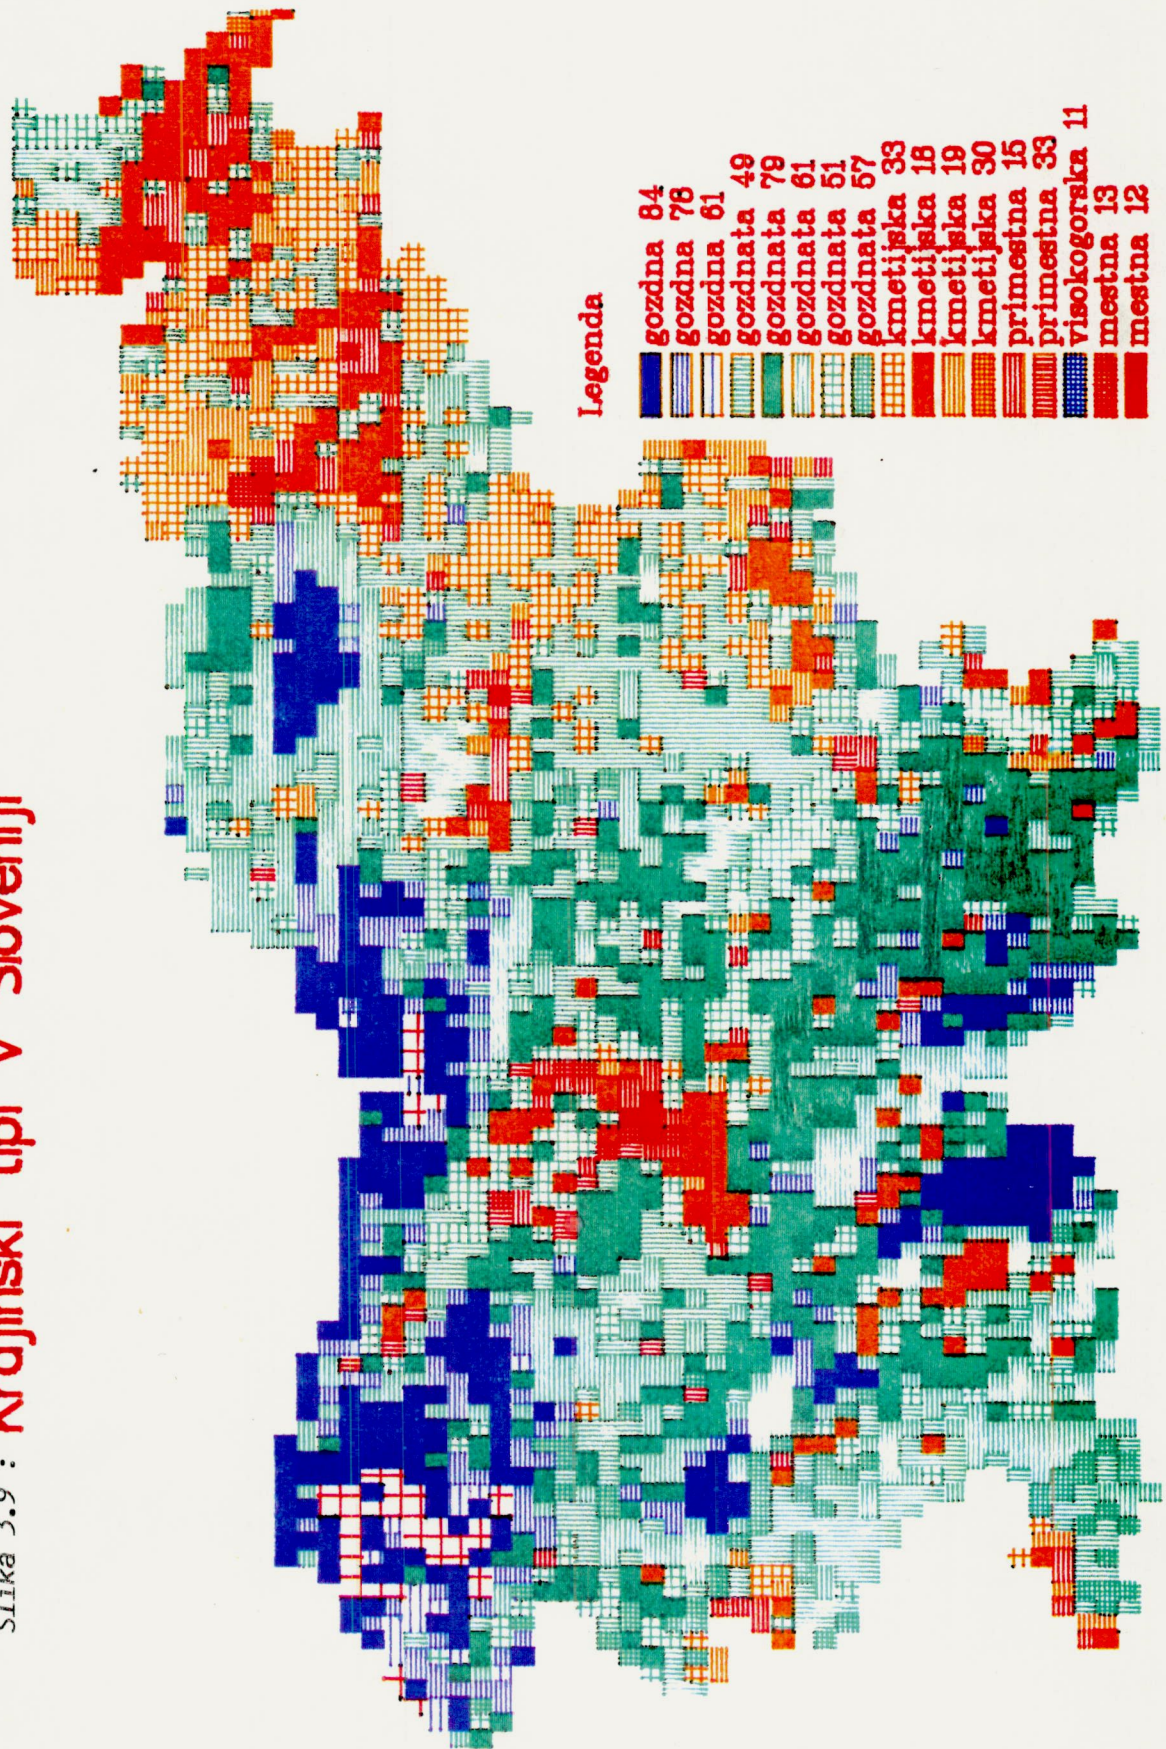 Slika 3.9 : Krajinski tipi v Sloveniji
Legenda
gozdna 84
gozdna 78
gozdna 61
gozdnata 49
gozdnata 79
gozdnata 61
gozdnata 51
gozdnata 57
kmetijska 33
kmetijska 18
kmetijska 19
kmetijska 30
primestna 15
primestna 33
visokogorska 11
mestna 13
mestna 12